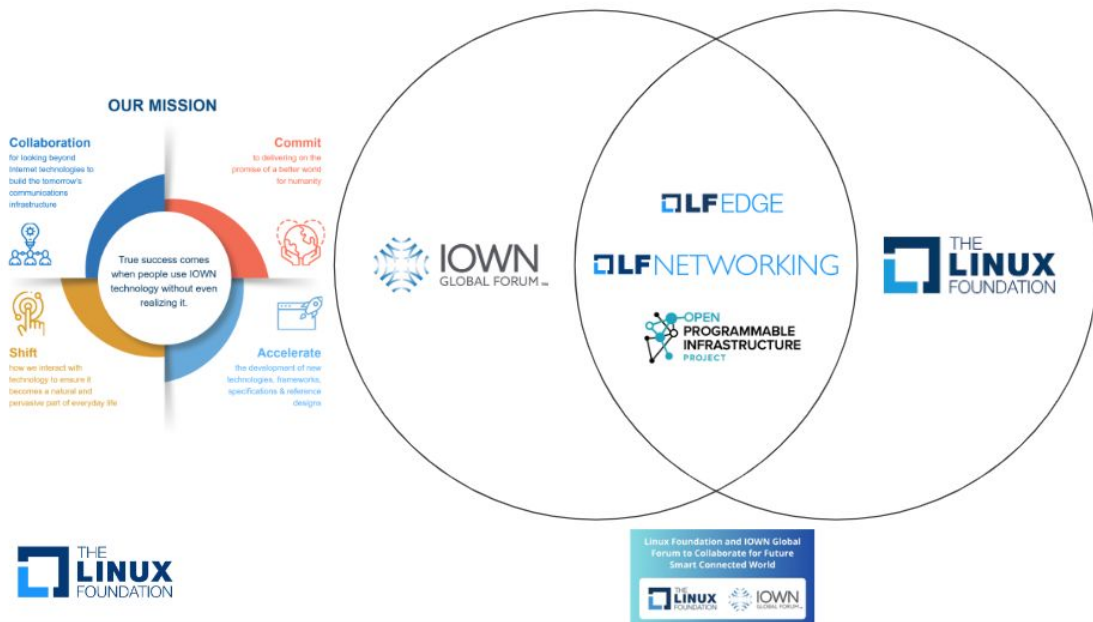 OUR MISSION
Collaboration
for looking beyond
Internet technologies to
build the tomorrow's
communications
infrastructure
Commit
to delivering on the
promise of a better world
for humanity
True success comes
when people use IOWN
technology without even
realizing it.
Shift
how we interact with
technology to ensure it
becomes a natural and
pervasive part of everyday life
Accelerate
the development of new
technologies, frameworks,
specifications & reference
designs
IOWN
GLOBAL FORUM
LF EDGE
LF NETWORKING
OPEN
PROGRAMMABLE
INFRASTRUCTURE
PROJECT
THE
LINUX
FOUNDATION
THE
LINUX
FOUNDATION
Linux Foundation and IOWN Global
Forum to Collaborate for Future
Smart Connected World
THE
LINUX
FOUNDATION
IOWN
GLOBAL FORUM